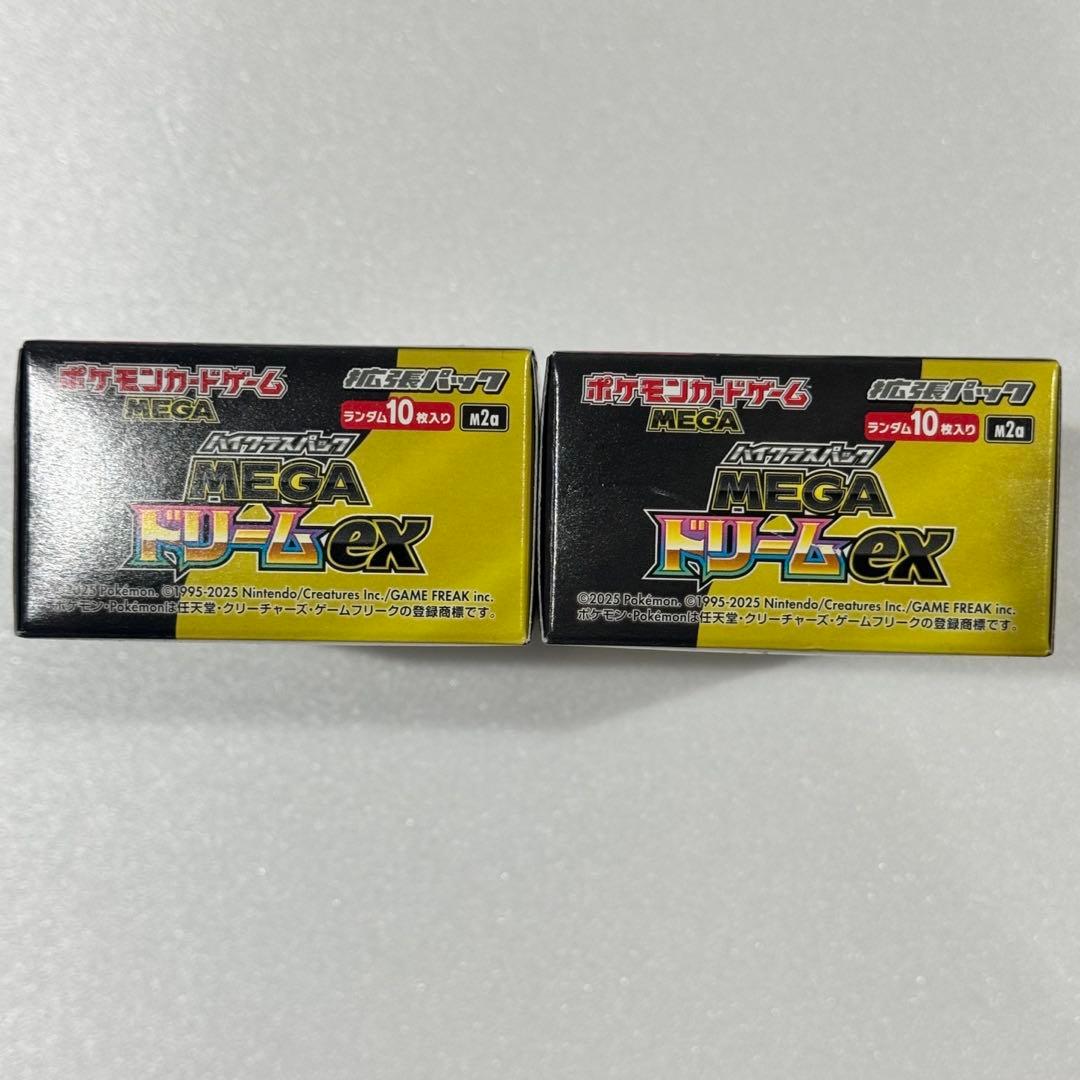 ポケモンカードゲーム
MEGA
拡張パック
ランダム10枚入り M2a
ハイクラスパック
MEGA
ドリームex
©2025 Pokémon. ©1995-2025 Nintendo/Creatures Inc./GAME FREAK inc.
ポケモン・Pokémonは任天堂・クリーチャーズ・ゲームフリークの登録商標です。
ポケモンカードゲーム
MEGA
拡張パック
ランダム10枚入り M2a
ハイクラスパック
MEGA
ドリームex
©2025 Pokémon. ©1995-2025 Nintendo/Creatures Inc./GAME FREAK inc.
ポケモン・Pokémonは任天堂・クリーチャーズ・ゲームフリークの登録商標です。